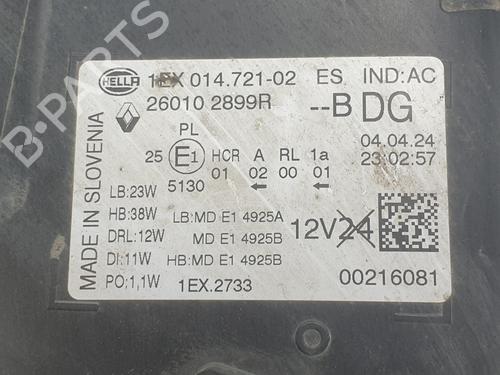 HELLA 1EX 014.721-02 ES IND:AC
26010 2899R --B DG
PL 04.04.24
25 E1 HCR A RL 1a 23:02:57
01 02 00 01
5130 ← ←
LB:23W LB:MD E1 4925A
HB:38W MD E1 4925B 12V24
DRL:12W HB:MD E1 4925B
DI:11W 1EX.2733 00216081
PO:1,1W
MADE IN SLOVENIA
B-PARTS